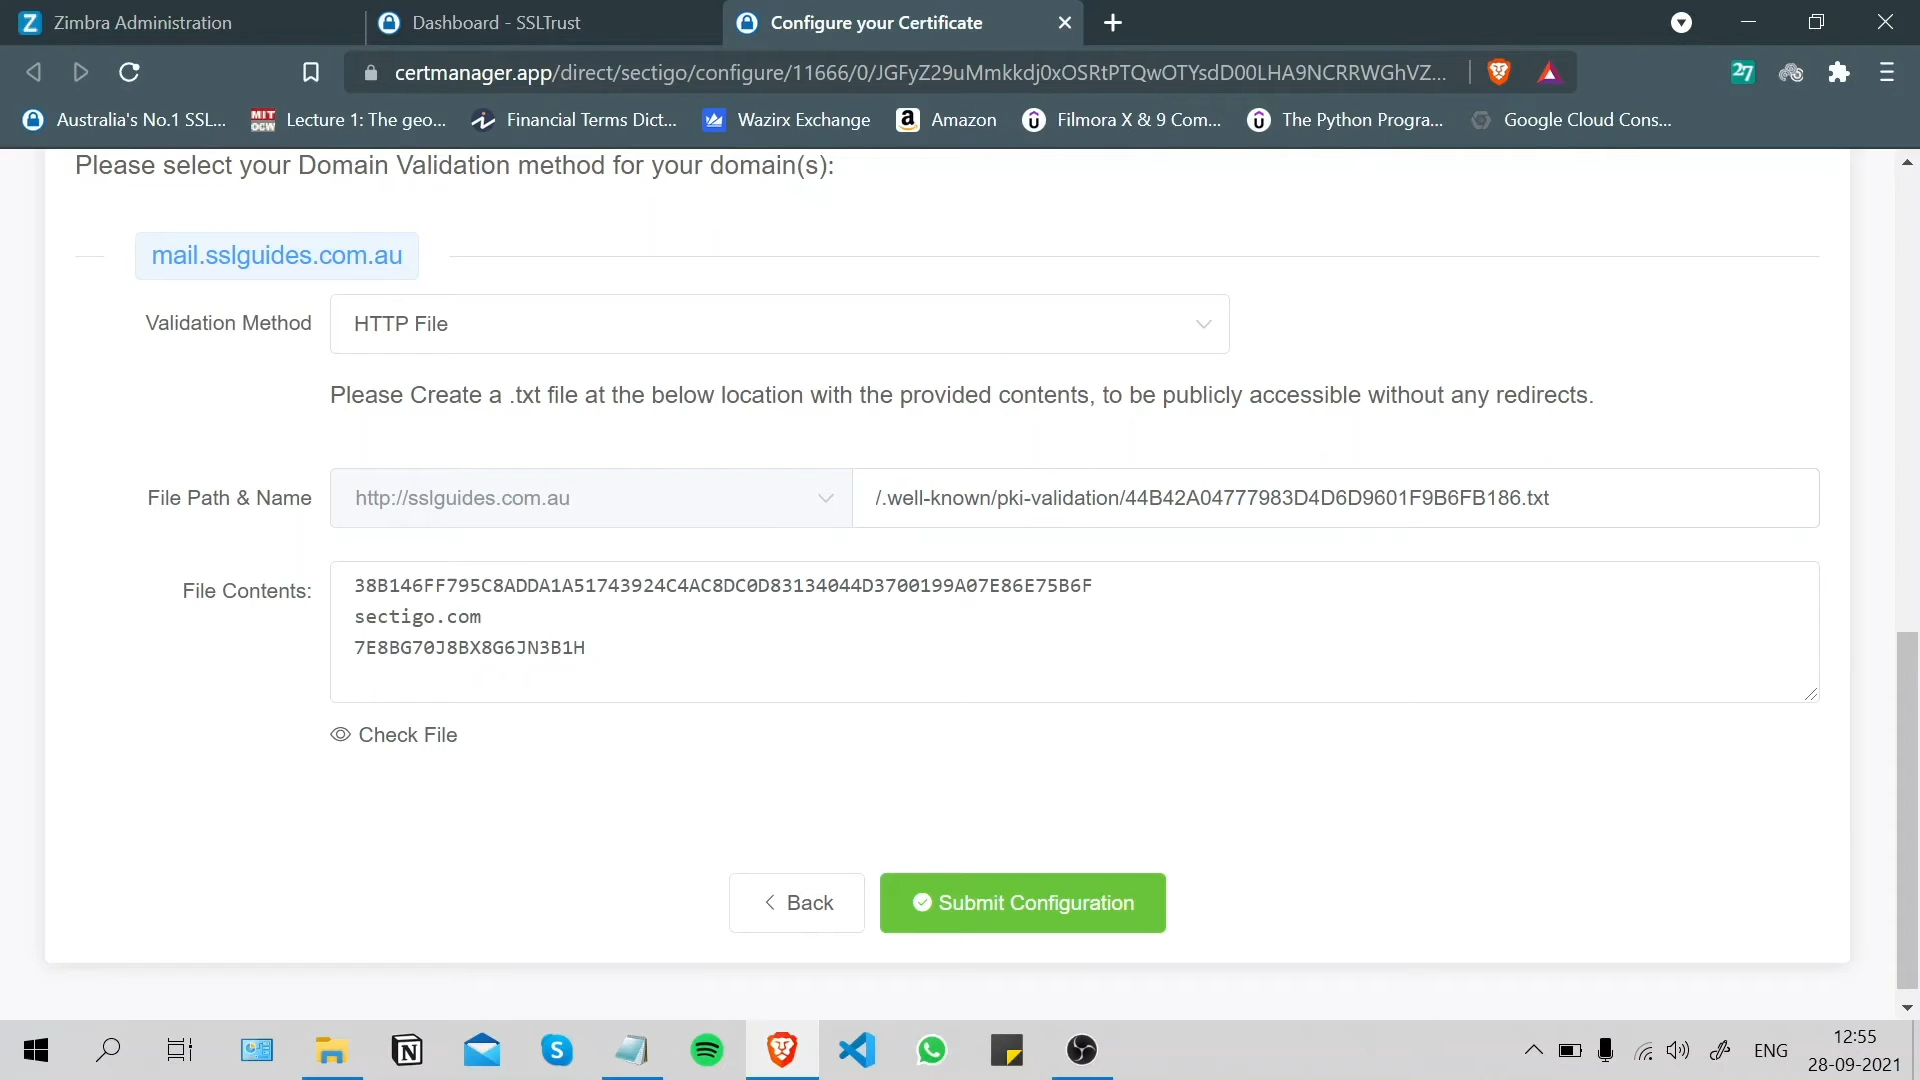 Zimbra Administration
Dashboard - SSLTrust
Configure your Certificate
certmanager.app/direct/sectigo/configure/11666/0/JGFyZ29uMmkkdj0xOSRtPTQwOTYsdD00LHA9NCRRWGhVZ...
27
Australia's No.1 SSL...
MIT OCW
Lecture 1: The geo...
Financial Terms Dict...
Wazirx Exchange
Amazon
Filmora X & 9 Com...
The Python Progra...
Google Cloud Cons...
Please select your Domain Validation method for your domain(s):
mail.sslguides.com.au
Validation Method
HTTP File
Please Create a .txt file at the below location with the provided contents, to be publicly accessible without any redirects.
File Path & Name
http://sslguides.com.au
/.well-known/pki-validation/44B42A04777983D4D6D9601F9B6FB186.txt
File Contents:
38B146FF795C8ADDA1A51743924C4AC8DC0D83134044D3700199A07E86E75B6F
sectigo.com
7E8BG70J8BX8G6JN3B1H
Check File
Back
Submit Configuration
ENG
12:55
28-09-2021